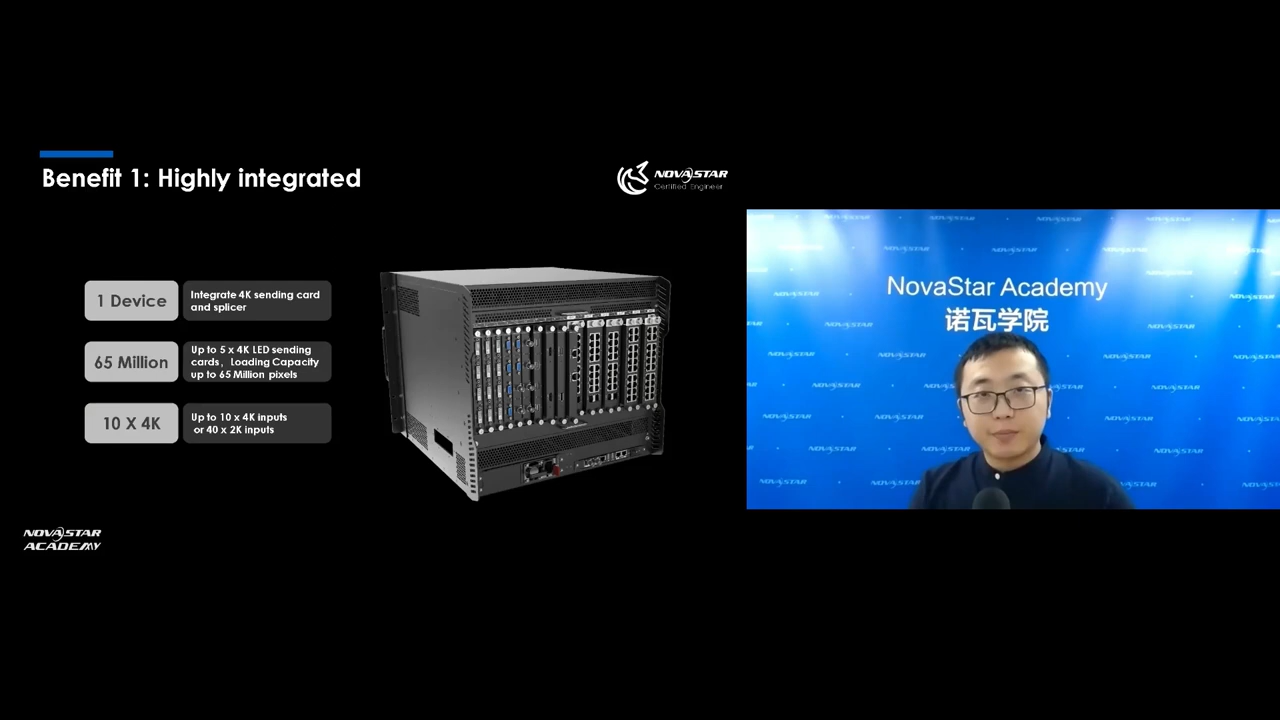 Benefit 1: Highly integrated
NOVASTAR
Certified Engineer
1 Device
Integrate 4K sending card
and splicer
65 Million
Up to 5 x 4K LED sending
cards, Loading Capacity
up to 65 Million pixels
10 X 4K
Up to 10 x 4K inputs
or 40 x 2K inputs
NOVASTAR
ACADEMY
NovaStar Academy
诺瓦学院